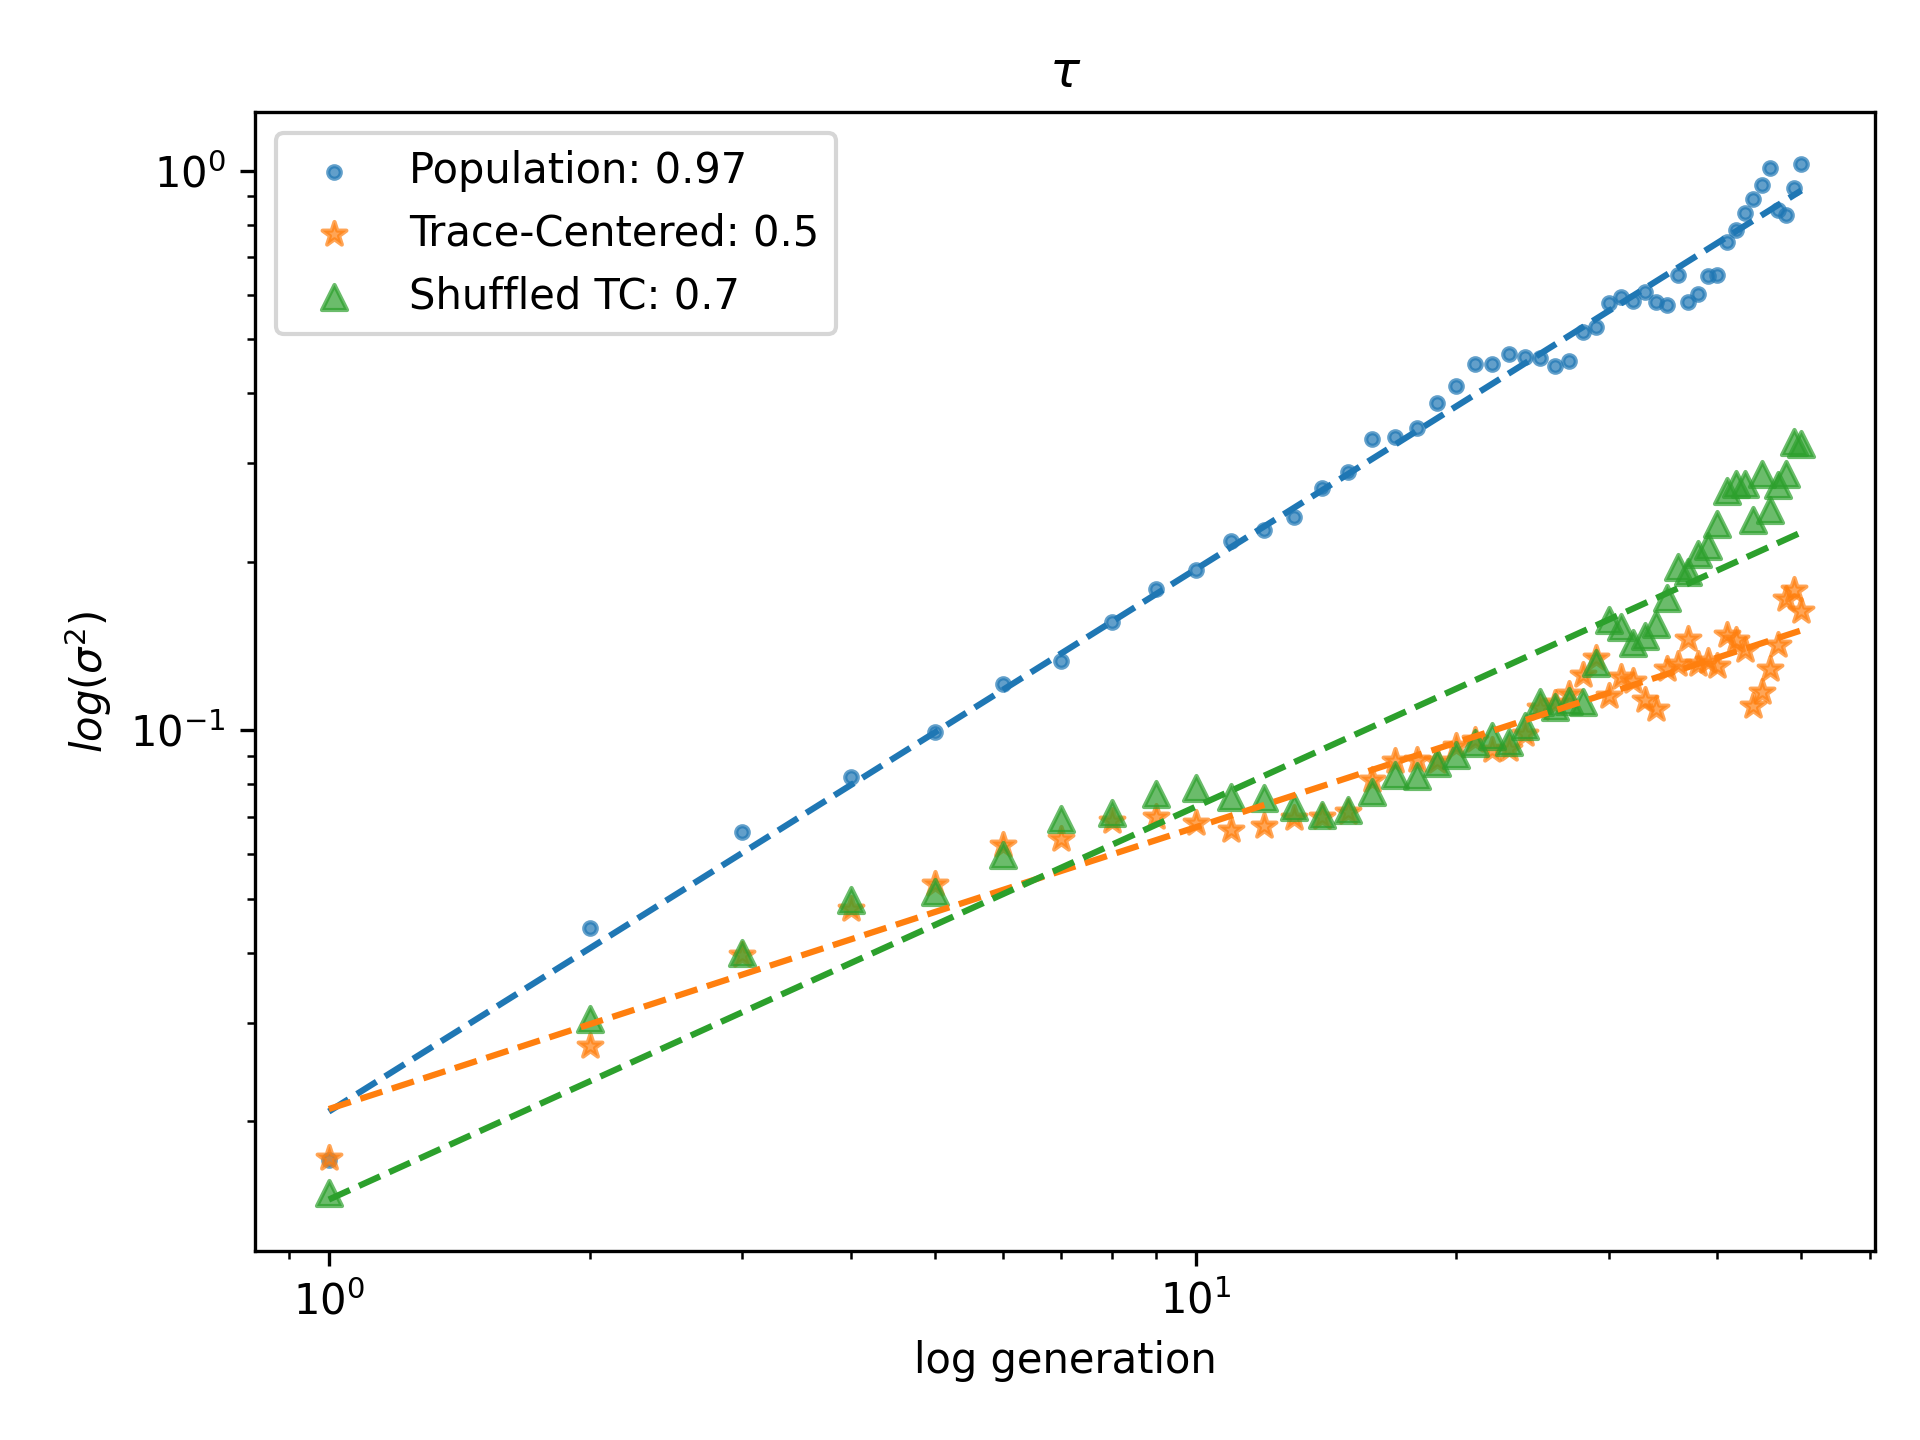 τ
Population: 0.97
Trace-Centered: 0.5
Shuffled TC: 0.7
10⁰
10⁻¹
log(σ²)
10⁰ 10¹
log generation